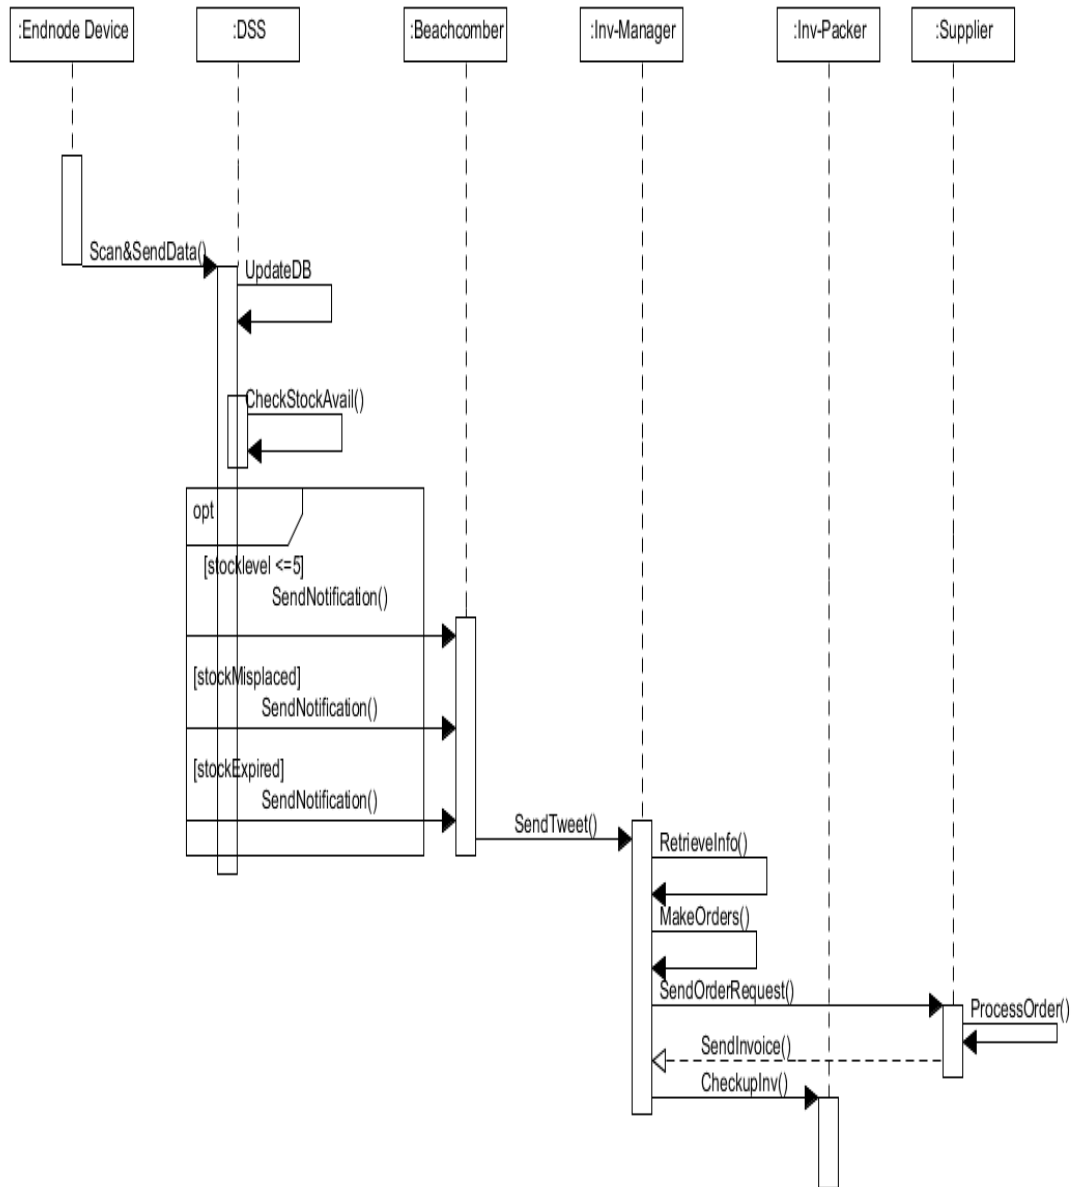 :Endnode Device
:DSS
:Beachcomber
:Inv-Manager
:Inv-Packer
:Supplier
Scan&SendData()
UpdateDB
CheckStockAvail()
opt
[stocklevel <=5]
SendNotification()
[stockMisplaced]
SendNotification()
[stockExpired]
SendNotification()
SendTweet()
RetrieveInfo()
MakeOrders()
SendOrderRequest()
ProcessOrder()
SendInvoice()
CheckupInv()